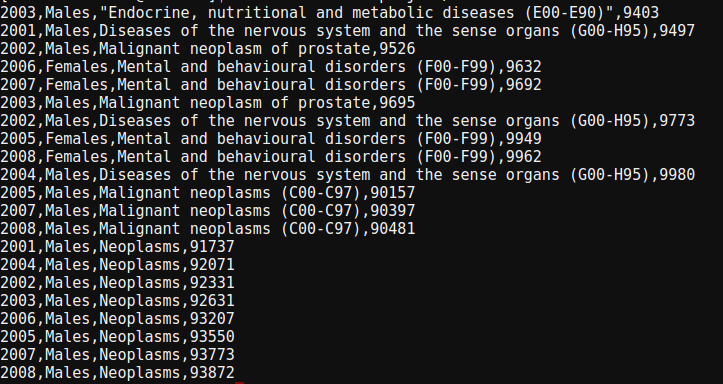 2003,Males,"Endocrine, nutritional and metabolic diseases (E00-E90)",9403
2001,Males,Diseases of the nervous system and the sense organs (G00-H95),9497
2002,Males,Malignant neoplasm of prostate,9526
2006,Females,Mental and behavioural disorders (F00-F99),9632
2007,Females,Mental and behavioural disorders (F00-F99),9692
2003,Males,Malignant neoplasm of prostate,9695
2002,Males,Diseases of the nervous system and the sense organs (G00-H95),9773
2005,Females,Mental and behavioural disorders (F00-F99),9949
2008,Females,Mental and behavioural disorders (F00-F99),9962
2004,Males,Diseases of the nervous system and the sense organs (G00-H95),9980
2005,Males,Malignant neoplasms (C00-C97),90157
2007,Males,Malignant neoplasms (C00-C97),90397
2008,Males,Malignant neoplasms (C00-C97),90481
2001,Males,Neoplasms,91737
2004,Males,Neoplasms,92071
2002,Males,Neoplasms,92331
2003,Males,Neoplasms,92631
2006,Males,Neoplasms,93207
2005,Males,Neoplasms,93550
2007,Males,Neoplasms,93773
2008,Males,Neoplasms,93872